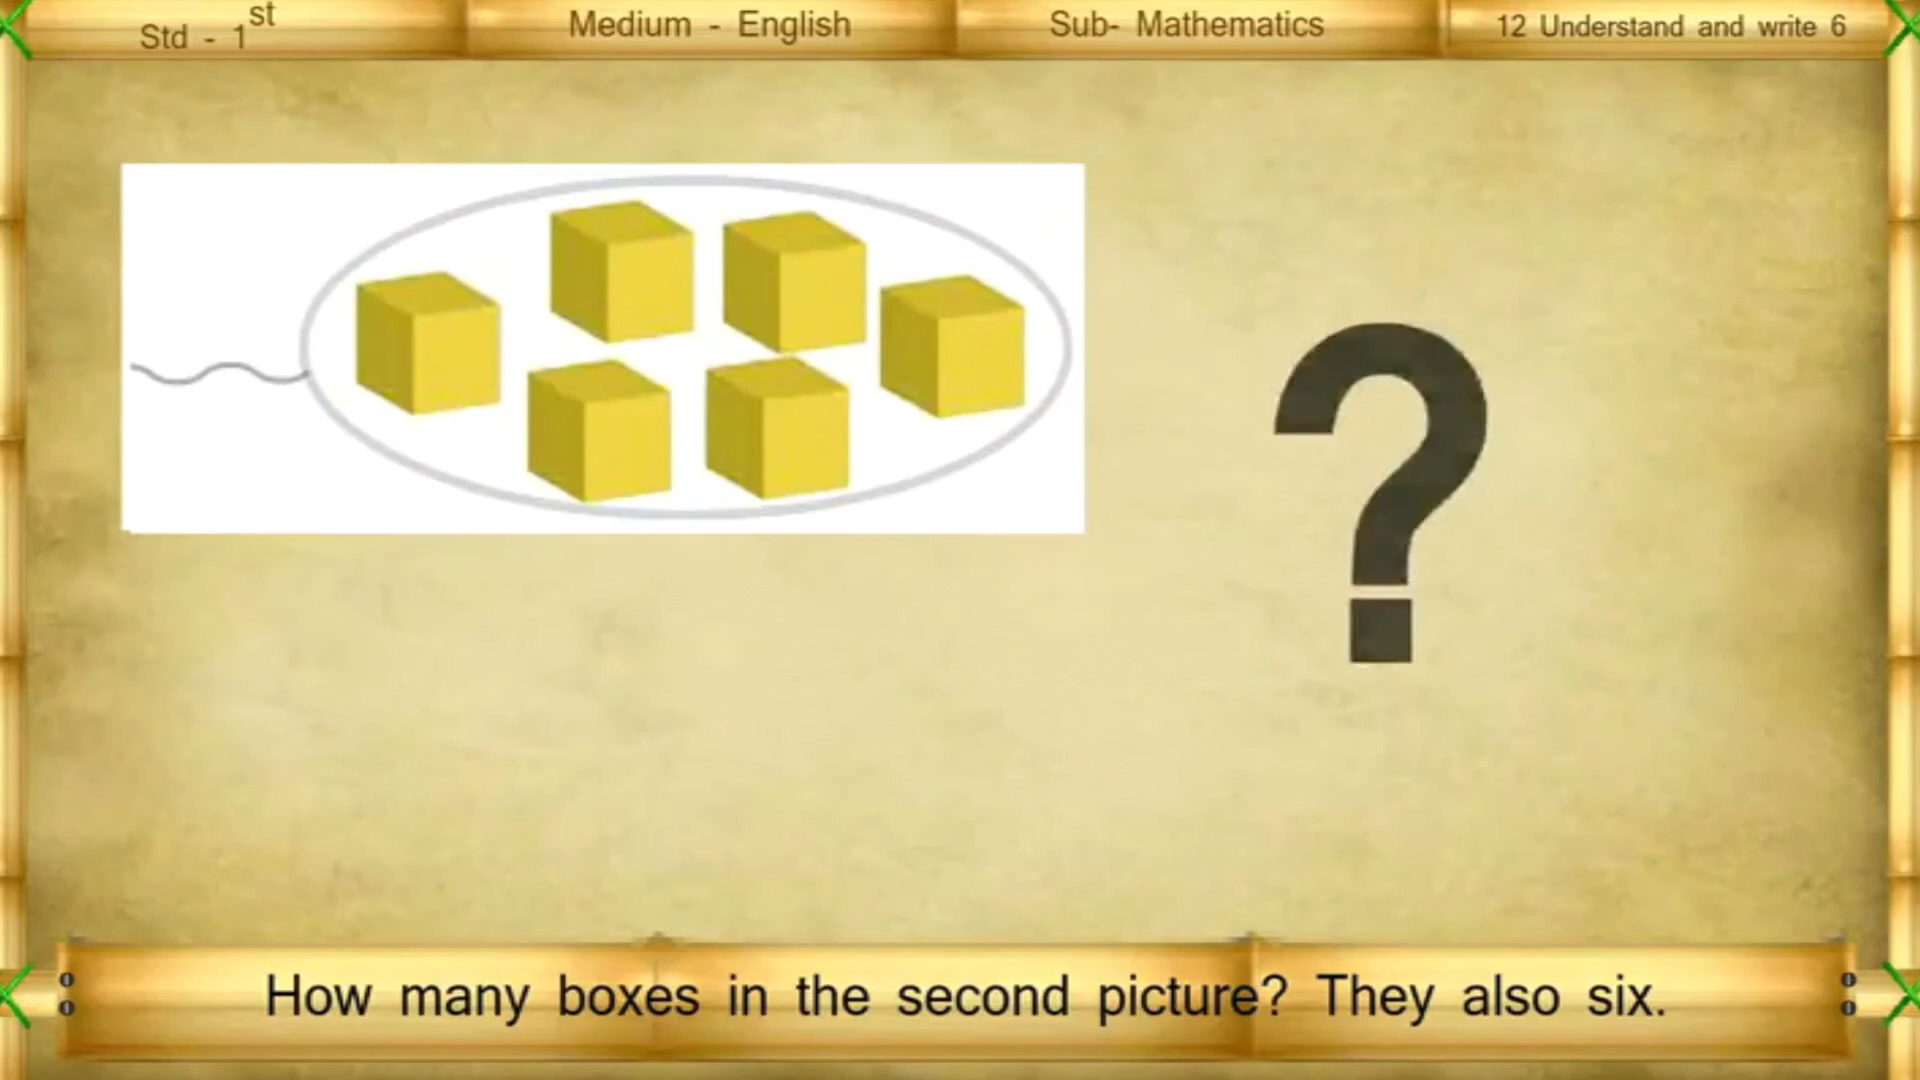 Std - 1st
Medium - English
Sub- Mathematics
12 Understand and write 6
?
How many boxes in the second picture? They also six.